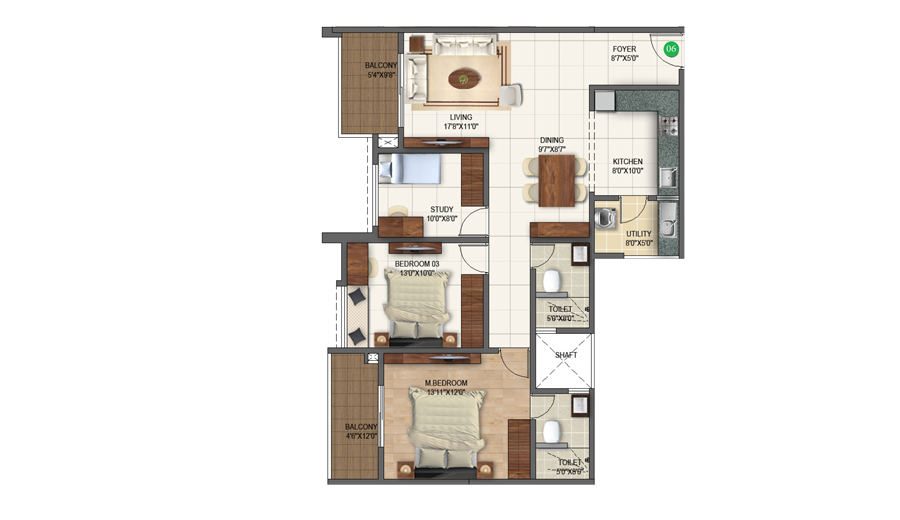 FOYER
8'7"X5'0"
06
BALCONY
5'4"X9'8"
LIVING
17'8"X11'0"
DINING
9'7"X8'7"
KITCHEN
8'0"X10'0"
STUDY
10'0"X8'0"
UTILITY
8'0"X5'0"
BEDROOM 03
13'0"X10'0"
TOILET
5'0"X8'0"
SHAFT
M.BEDROOM
13'11"X12'0"
BALCONY
4'6"X12'0"
TOILET
5'0"X8'0"